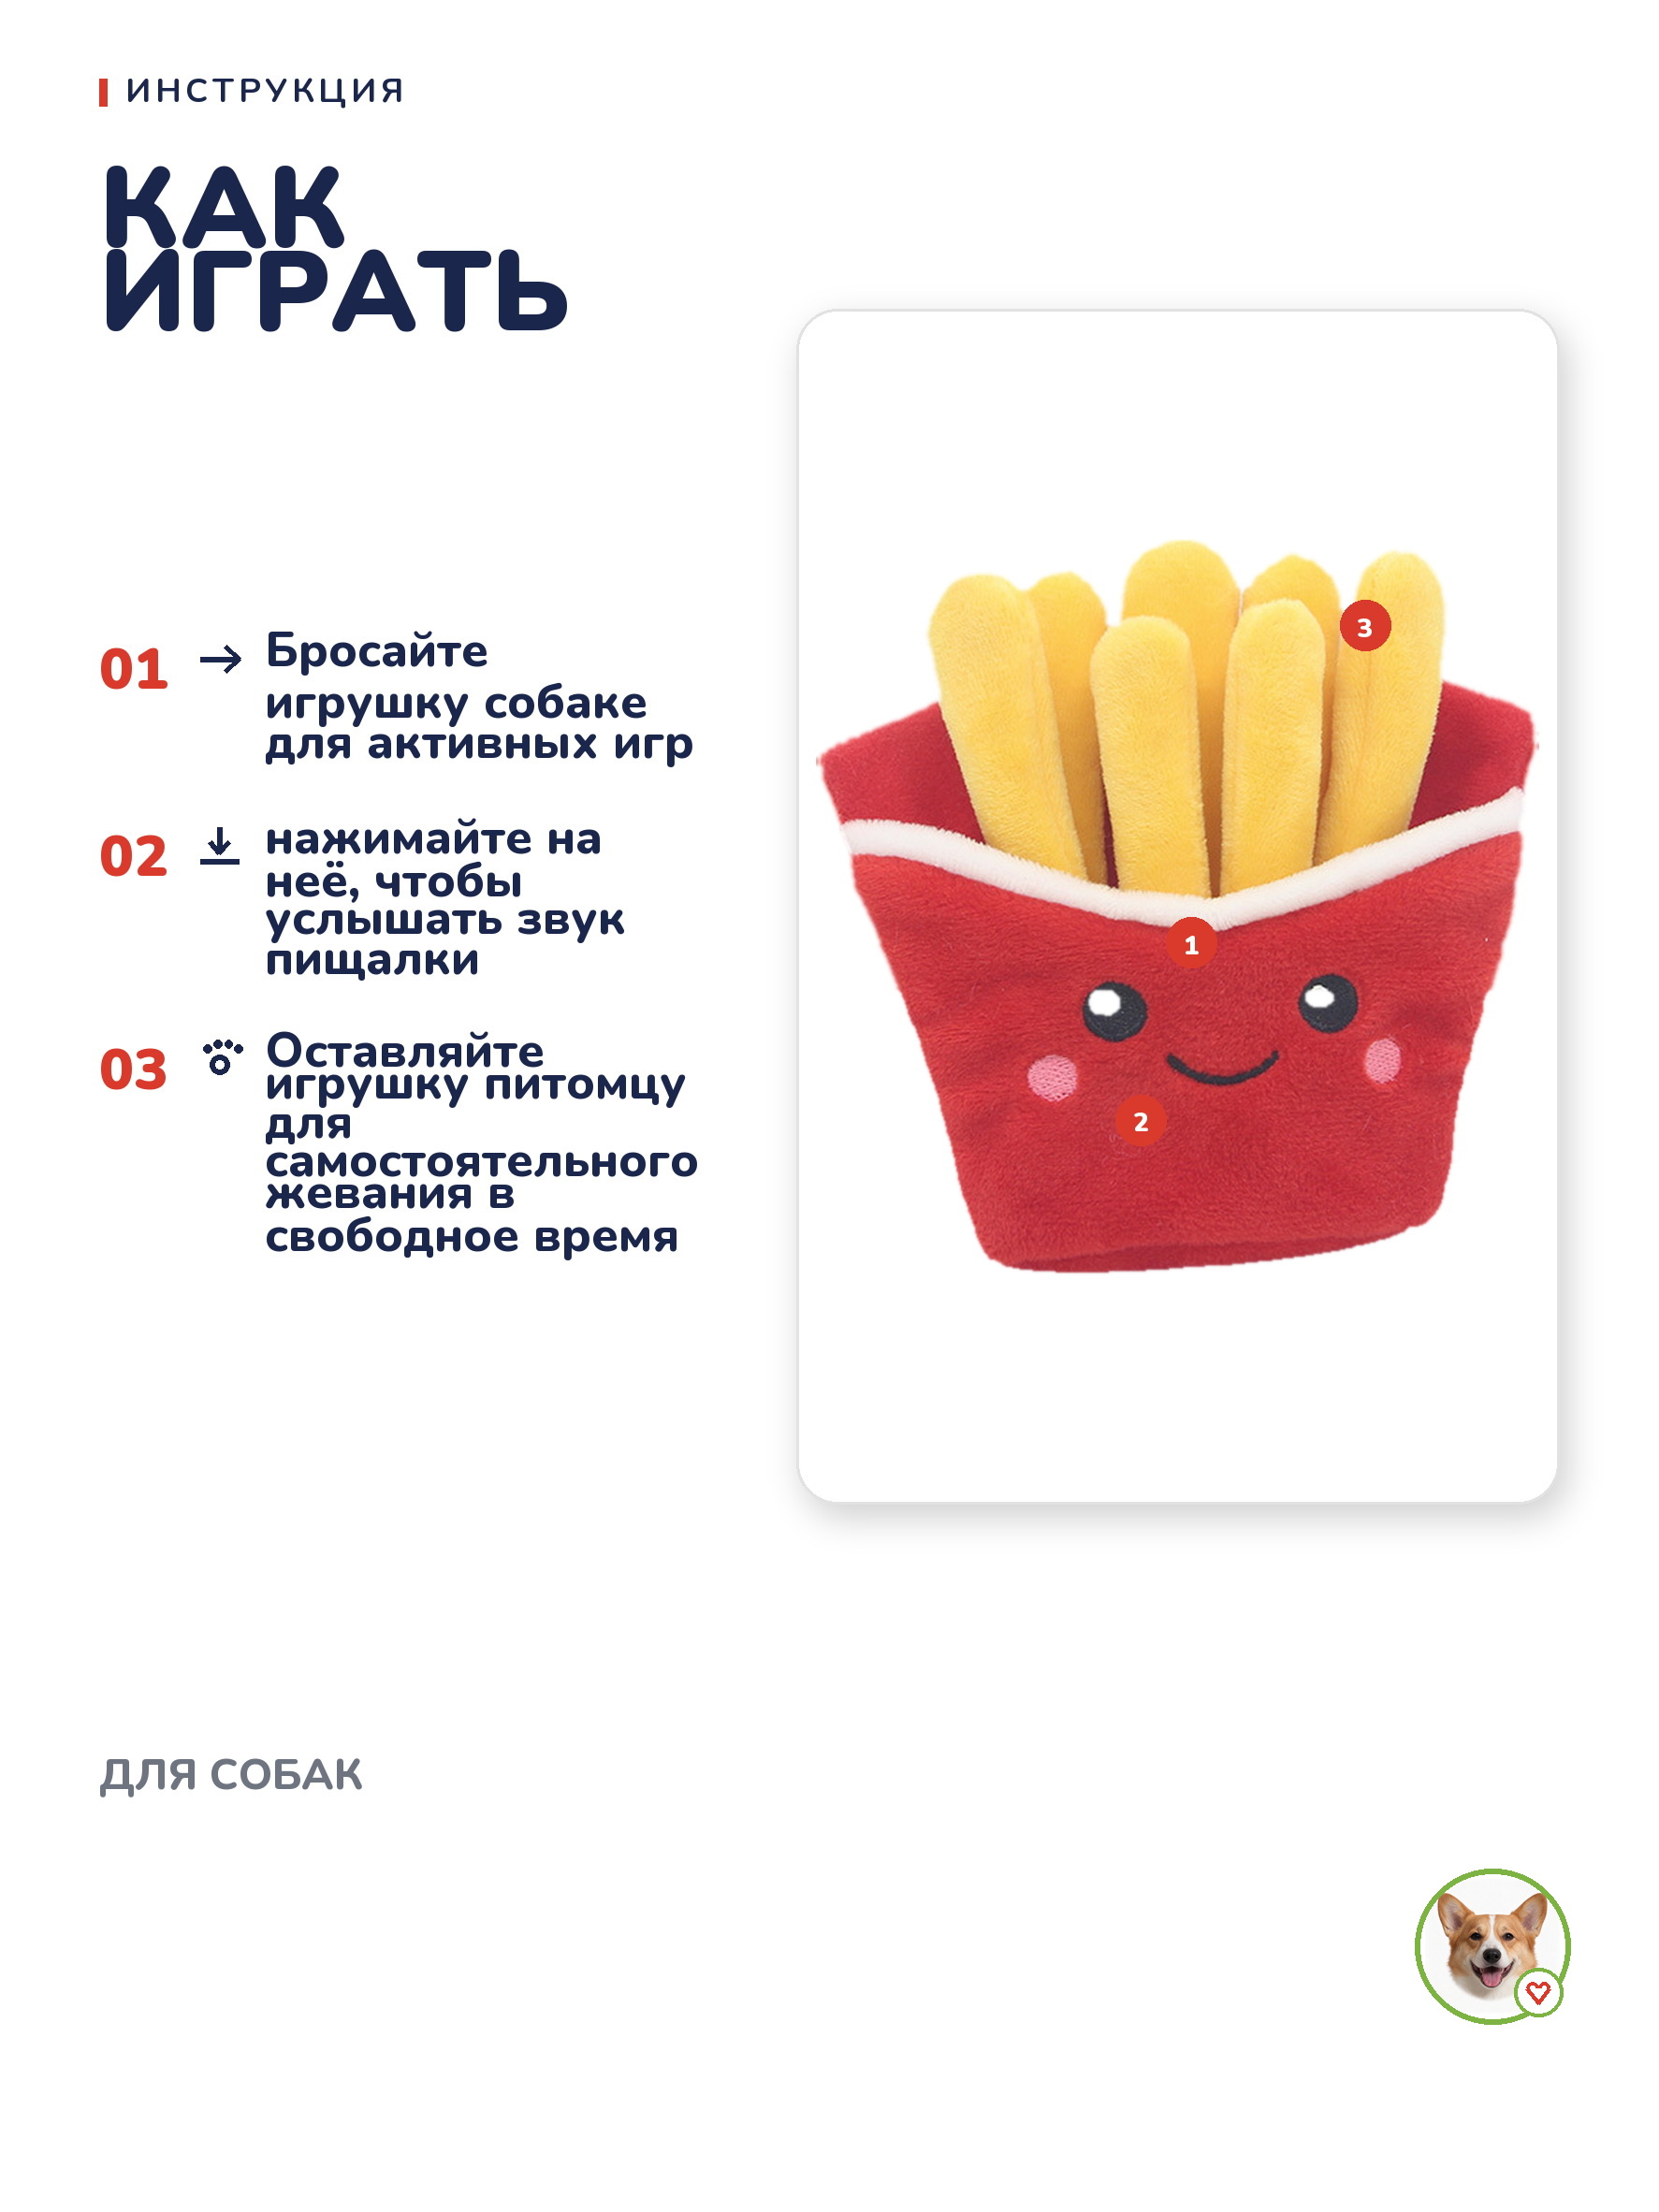 ИНСТРУКЦИЯ
КАК
ИГРАТЬ
01 Бросайте
игрушку собаке
для активных игр
02 нажимайте на
неё, чтобы
услышать звук
пищалки
03 Оставляйте
игрушку питомцу
для
самостоятельного
жевания в
свободное время
3
1
2
ДЛЯ СОБАК